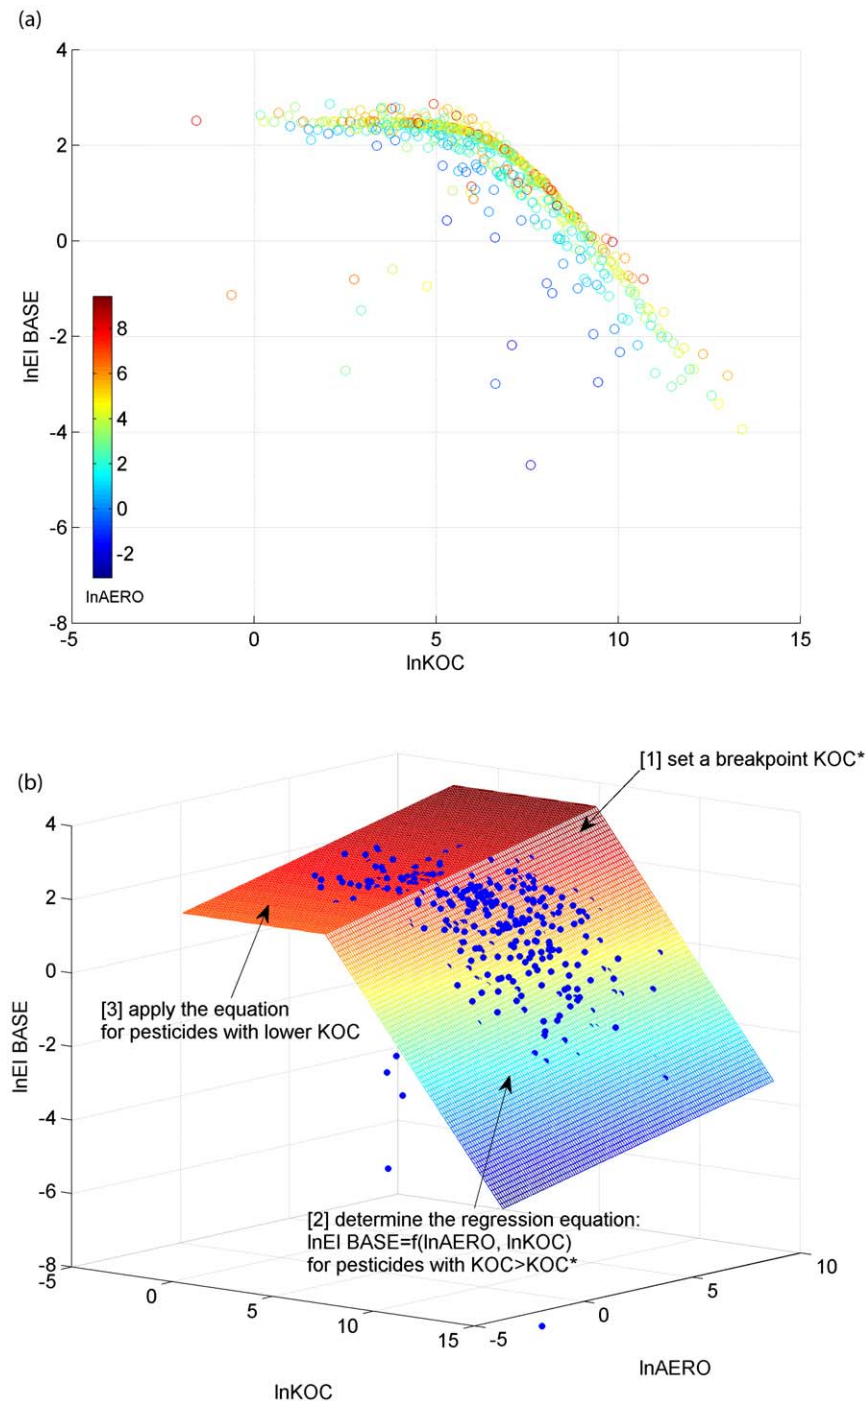 (a)
4
2
0
-2
-4
-6
-8
lnEI BASE
8
6
4
2
0
-2
lnAERO
-5
0
5
10
15
lnKOC
(b)
[1] set a breakpoint KOC*
4
2
0
-2
-4
-6
-8
lnEI BASE
[3] apply the equation
for pesticides with lower KOC
[2] determine the regression equation:
lnEI BASE=f(lnAERO, lnKOC)
for pesticides with KOC>KOC*
-5
0
5
10
15
lnKOC
-5
0
5
10
lnAERO